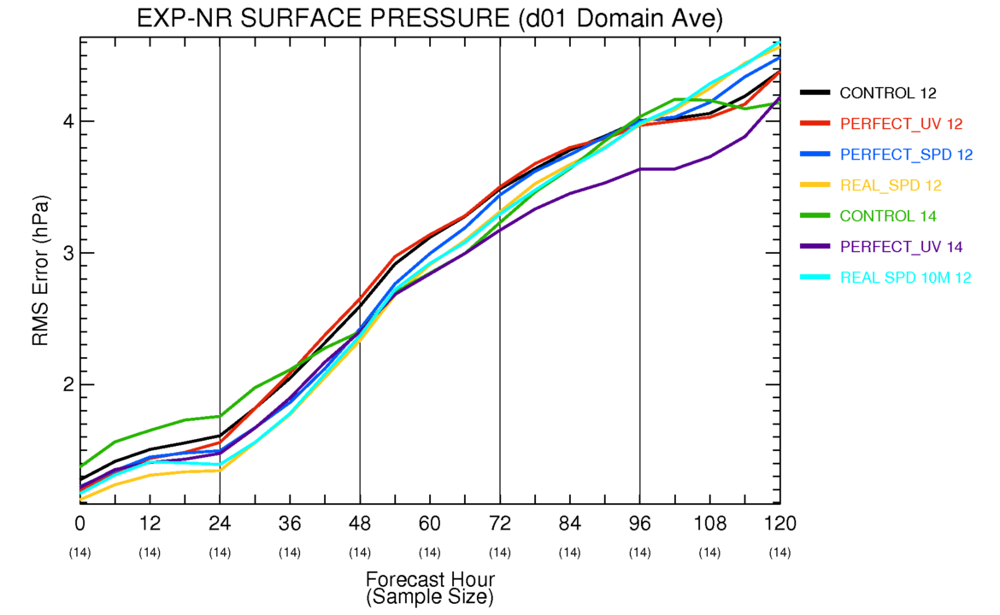 EXP-NR SURFACE PRESSURE (d01 Domain Ave)
RMS Error (hPa)
4
3
2
CONTROL 12
PERFECT_UV 12
PERFECT_SPD 12
REAL_SPD 12
CONTROL 14
PERFECT_UV 14
REAL SPD 10M 12
0 12 24 36 48 60 72 84 96 108 120
(14) (14) (14) (14) (14) (14) (14) (14) (14) (14) (14)
Forecast Hour
(Sample Size)